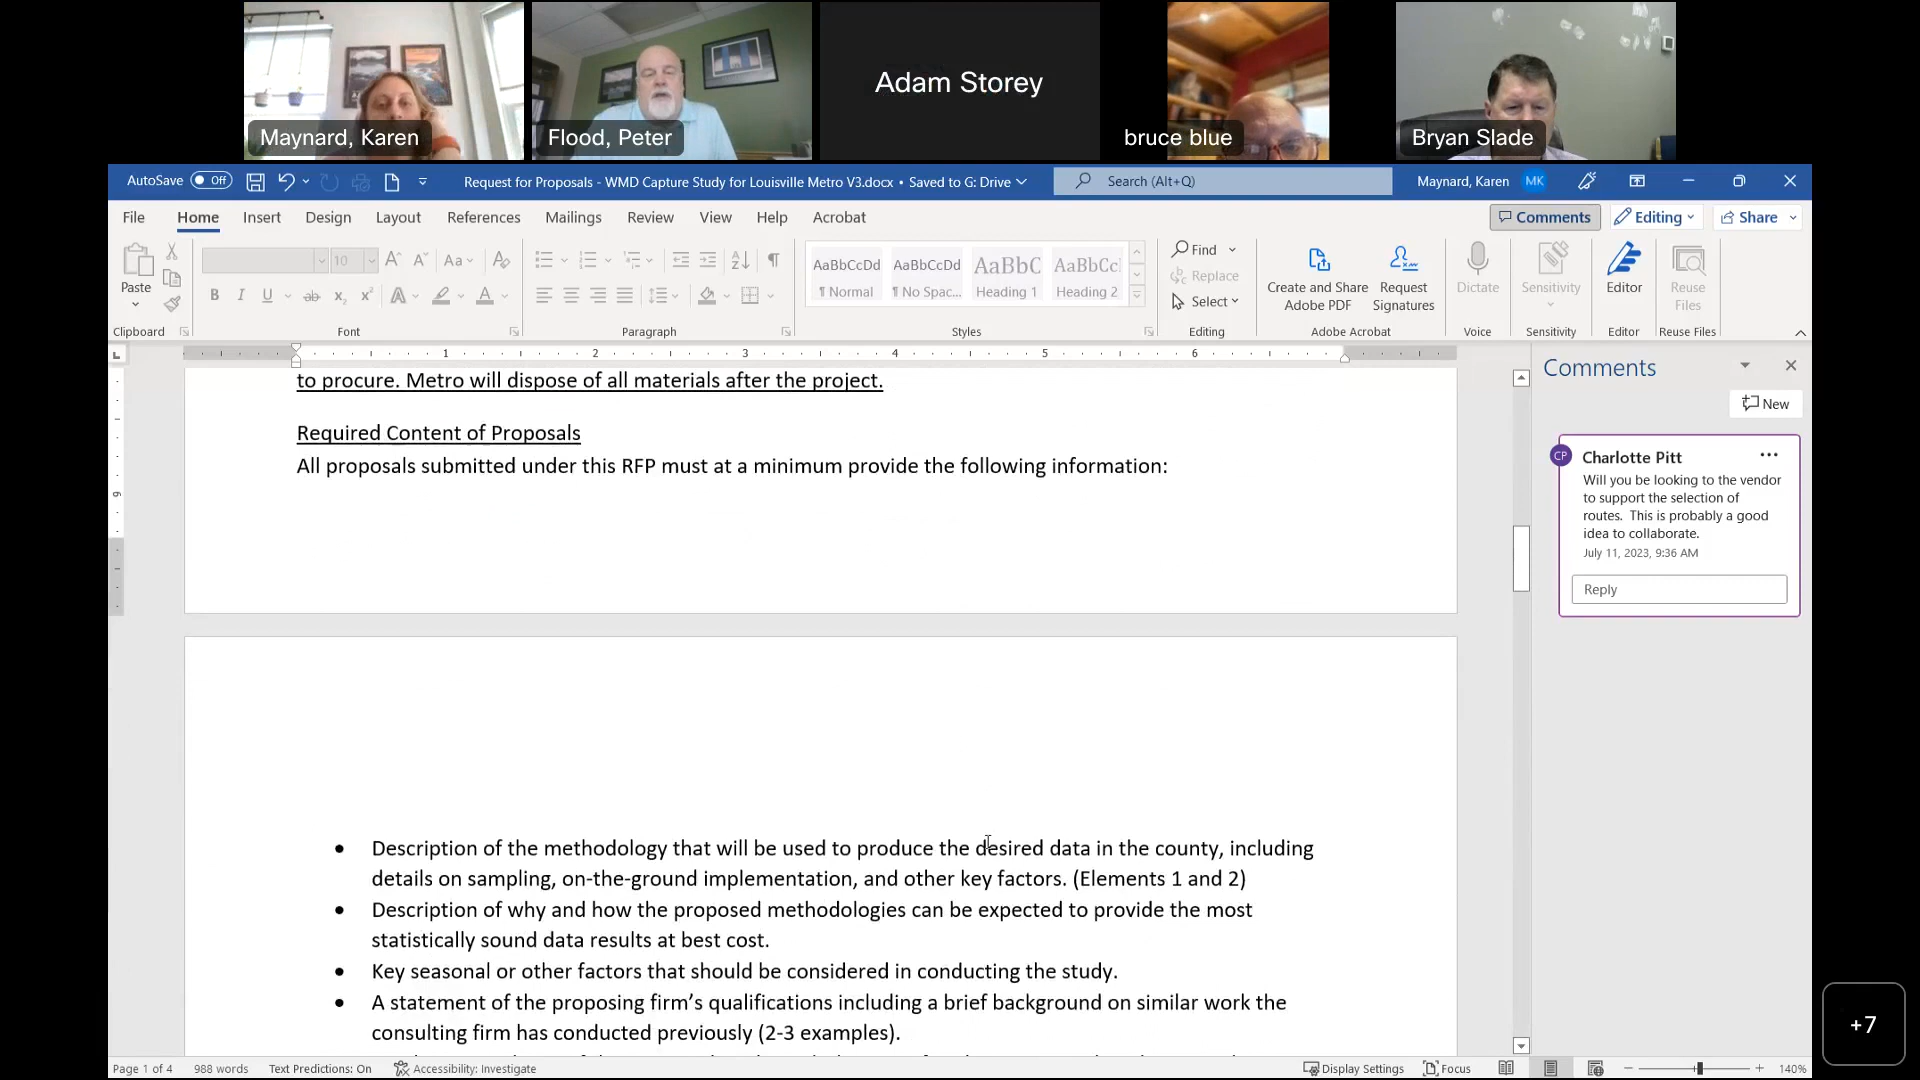 Maynard, Karen
Flood, Peter
Adam Storey
bruce blue
Bryan Slade
AutoSave Off
Request for Proposals - WMD Capture Study for Louisville Metro V3.docx • Saved to G: Drive
Search (Alt+Q)
Maynard, Karen MK
File Home Insert Design Layout References Mailings Review View Help Acrobat
Comments Editing Share
Paste
Clipboard
10
Aa
B I U ab x₂ x² A A
Font
Paragraph
AaBbCcDd AaBbCcDd AaBbC AaBbCc
¶ Normal ¶ No Spac... Heading 1 Heading 2
Styles
Find
Replace
Select
Editing
Create and Share Adobe PDF
Request Signatures
Adobe Acrobat
Dictate
Voice
Sensitivity
Sensitivity
Editor
Editor
Reuse Files
Reuse Files
1 2 3 4 5 6
9
to procure. Metro will dispose of all materials after the project.
Required Content of Proposals
All proposals submitted under this RFP must at a minimum provide the following information:
• Description of the methodology that will be used to produce the desired data in the county, including
details on sampling, on-the-ground implementation, and other key factors. (Elements 1 and 2)
• Description of why and how the proposed methodologies can be expected to provide the most
statistically sound data results at best cost.
• Key seasonal or other factors that should be considered in conducting the study.
• A statement of the proposing firm's qualifications including a brief background on similar work the
consulting firm has conducted previously (2-3 examples).
Comments
New
CP Charlotte Pitt
Will you be looking to the vendor
to support the selection of
routes. This is probably a good
idea to collaborate.
July 11, 2023, 9:36 AM
Reply
+7
Page 1 of 4 988 words Text Predictions: On Accessibility: Investigate
Display Settings Focus 140%